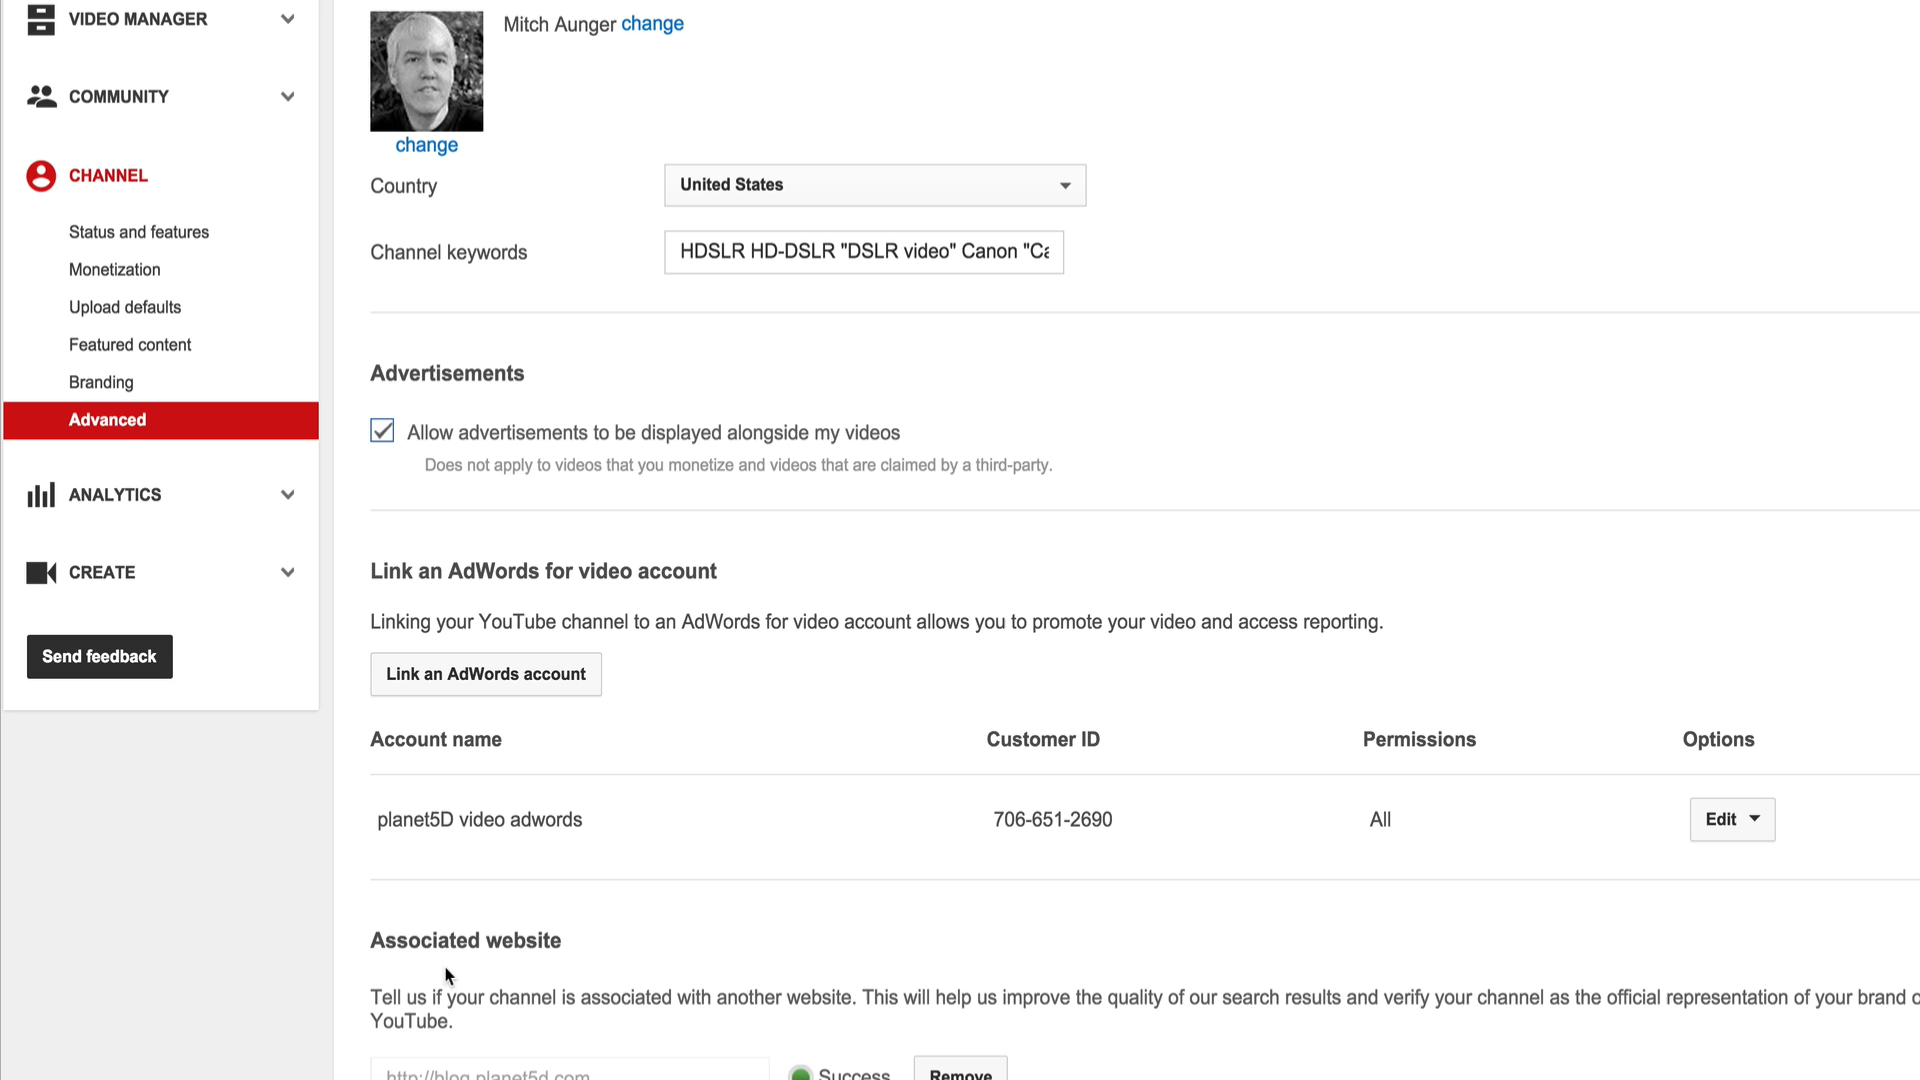 VIDEO MANAGER
Mitch Aunger change
COMMUNITY
change
CHANNEL
Country
United States
Status and features
Channel keywords
HDSLR HD-DSLR "DSLR video" Canon "Ca
Monetization
Upload defaults
Featured content
Branding
Advanced
Advertisements
Allow advertisements to be displayed alongside my videos
Does not apply to videos that you monetize and videos that are claimed by a third-party.
ANALYTICS
CREATE
Send feedback
Link an AdWords for video account
Linking your YouTube channel to an AdWords for video account allows you to promote your video and access reporting.
Link an AdWords account
Account name Customer ID Permissions Options
planet5D video adwords 706-651-2690 All Edit
Associated website
Tell us if your channel is associated with another website. This will help us improve the quality of our search results and verify your channel as the official representation of your brand
YouTube.
http://blog.planet5d.com Success Remove